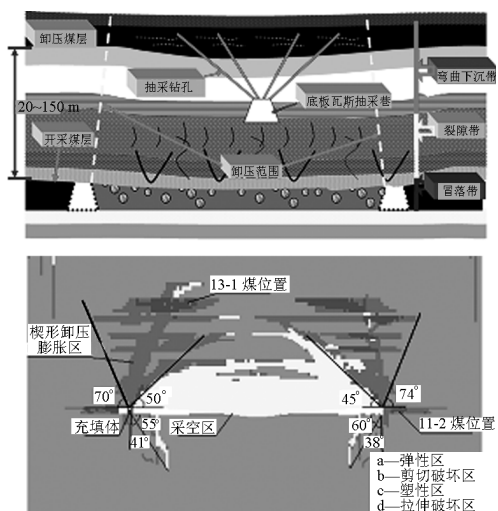 卸压煤层
抽采钻孔
弯曲下沉带
底板瓦斯抽采巷
20~150 m
开采煤层
裂隙带
卸压范围
冒落带
13-1 煤位置
楔形卸压
膨胀区
70°
50°
45°
74°
充填体
55°
采空区
60°
11-2 煤位置
41°
38°
a—弹性区
b—剪切破坏区
c—塑性区
d—拉伸破坏区